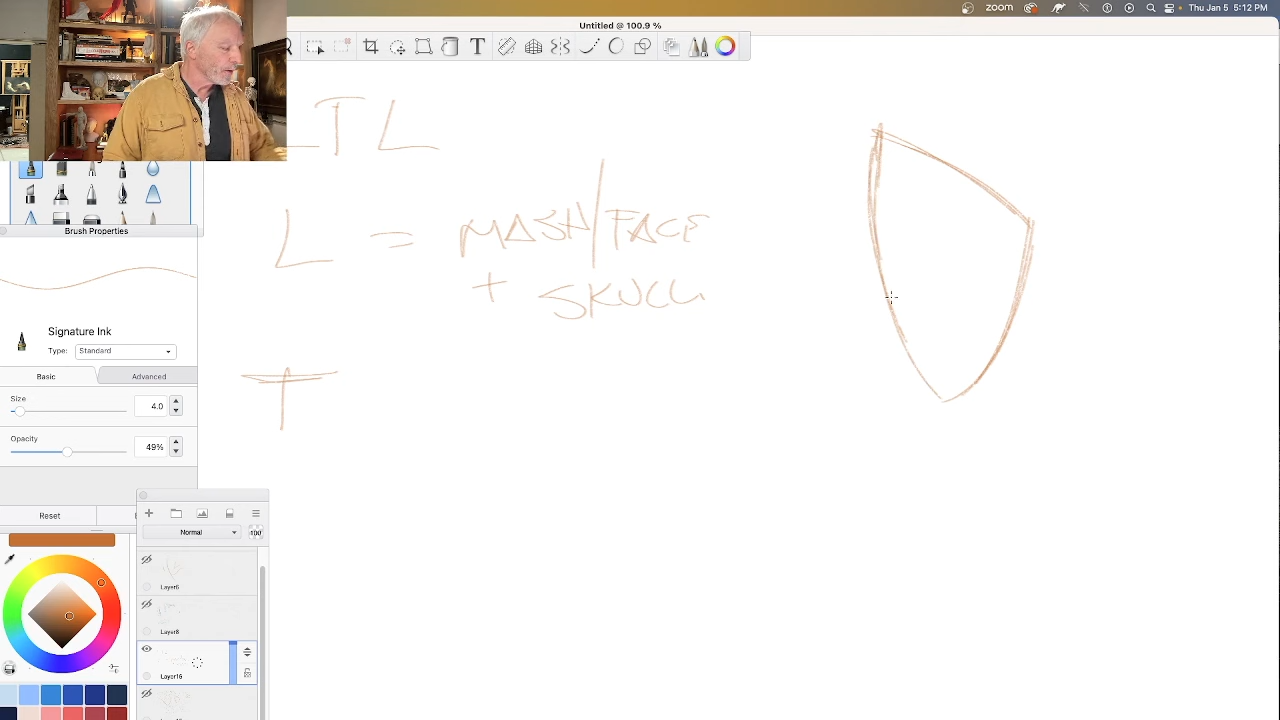 zoom Thu Jan 5 5:12 PM
Untitled @ 100.9 %
LTL
L = MASK/FACE
+ SKULL
T
Brush Properties
Signature Ink
Type: Standard
Basic Advanced
Size
4.0
Opacity
49%
Reset
Normal
Layer6
Layer8
Layer16